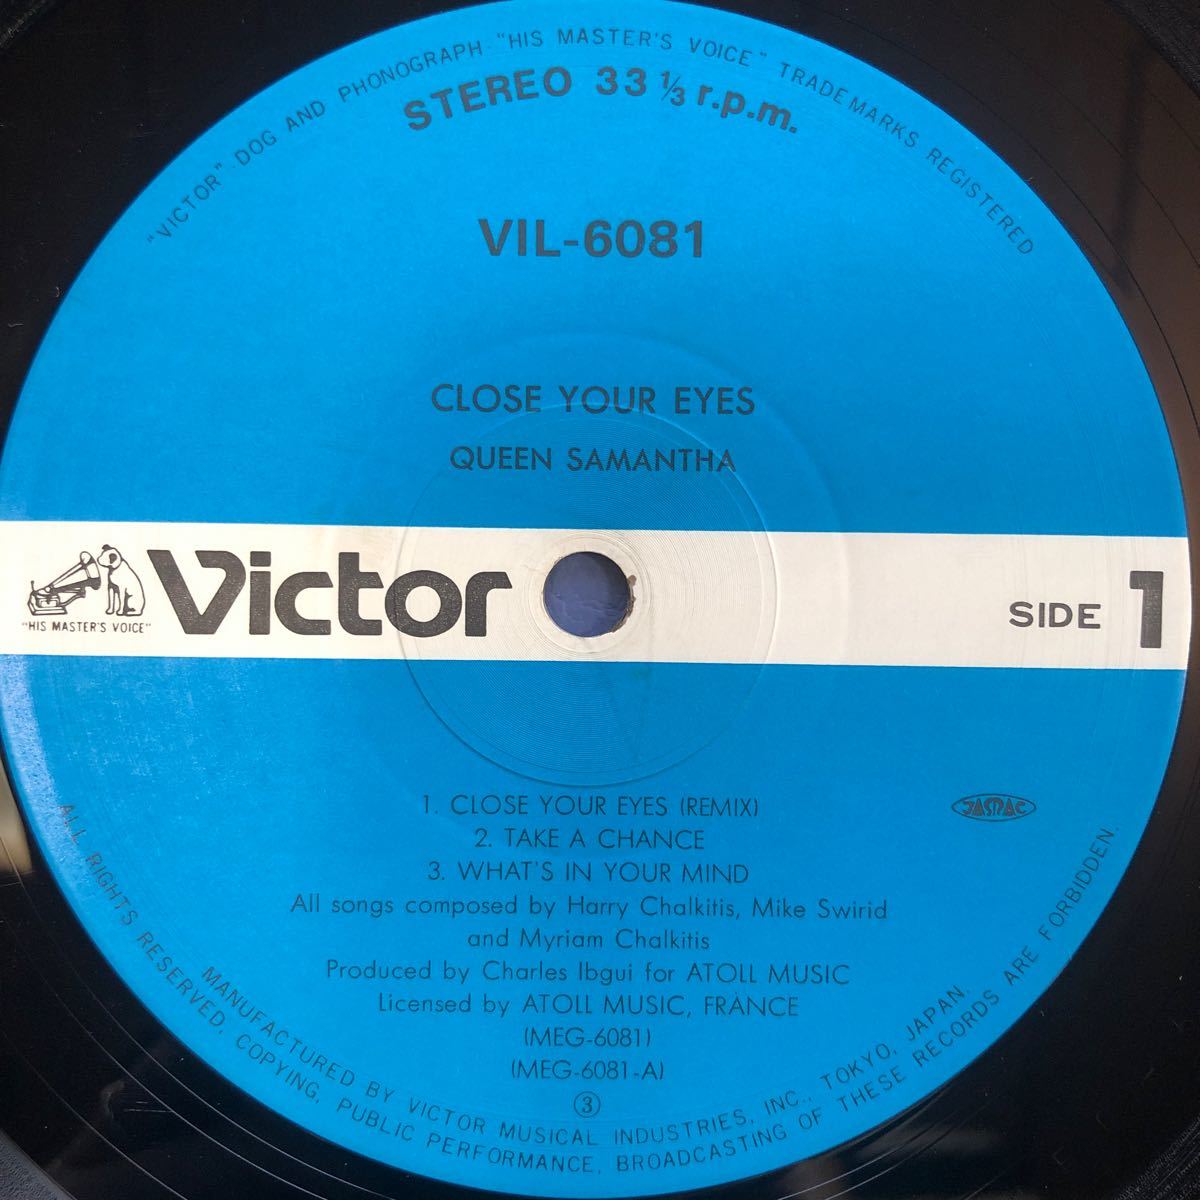 "VICTOR" DOG AND PHONOGRAPH "HIS MASTER'S VOICE" TRADE MARKS REGISTERED
STEREO 33 ⅓ r.p.m.
VIL-6081
CLOSE YOUR EYES
QUEEN SAMANTHA
"HIS MASTER'S VOICE"
Victor
SIDE 1
1. CLOSE YOUR EYES (REMIX)
JASRAC
2. TAKE A CHANCE
3. WHAT'S IN YOUR MIND
All songs composed by Harry Chalkitis, Mike Swirid
and Myriam Chalkitis
Produced by Charles Ibgui for ATOLL MUSIC
Licensed by ATOLL MUSIC, FRANCE
(MEG-6081)
(MEG-6081-A)
③
MANUFACTURED BY VICTOR MUSICAL INDUSTRIES, INC., TOKYO, JAPAN.
ALL RIGHTS RESERVED. COPYING, PUBLIC PERFORMANCE, BROADCASTING OF THESE RECORDS ARE FORBIDDEN.